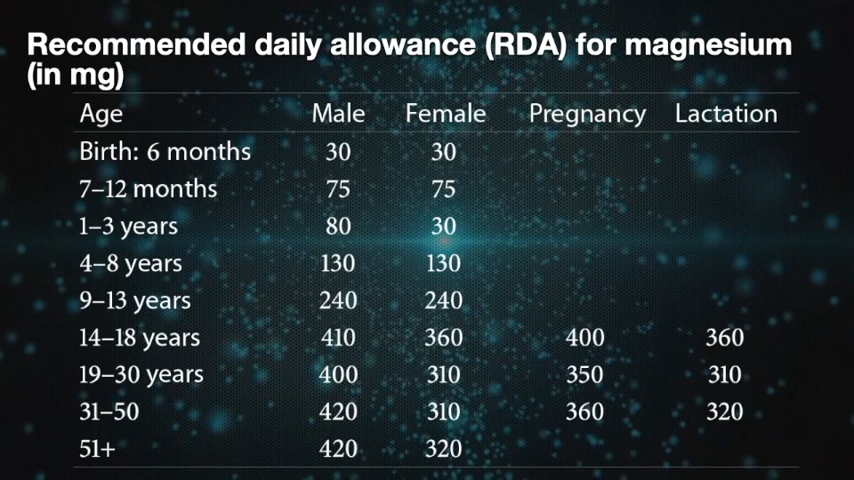 Recommended daily allowance (RDA) for magnesium
(in mg)
Age Male Female Pregnancy Lactation
Birth: 6 months 30 30
7–12 months 75 75
1–3 years 80 30
4–8 years 130 130
9–13 years 240 240
14–18 years 410 360 400 360
19–30 years 400 310 350 310
31–50 420 310 360 320
51+ 420 320